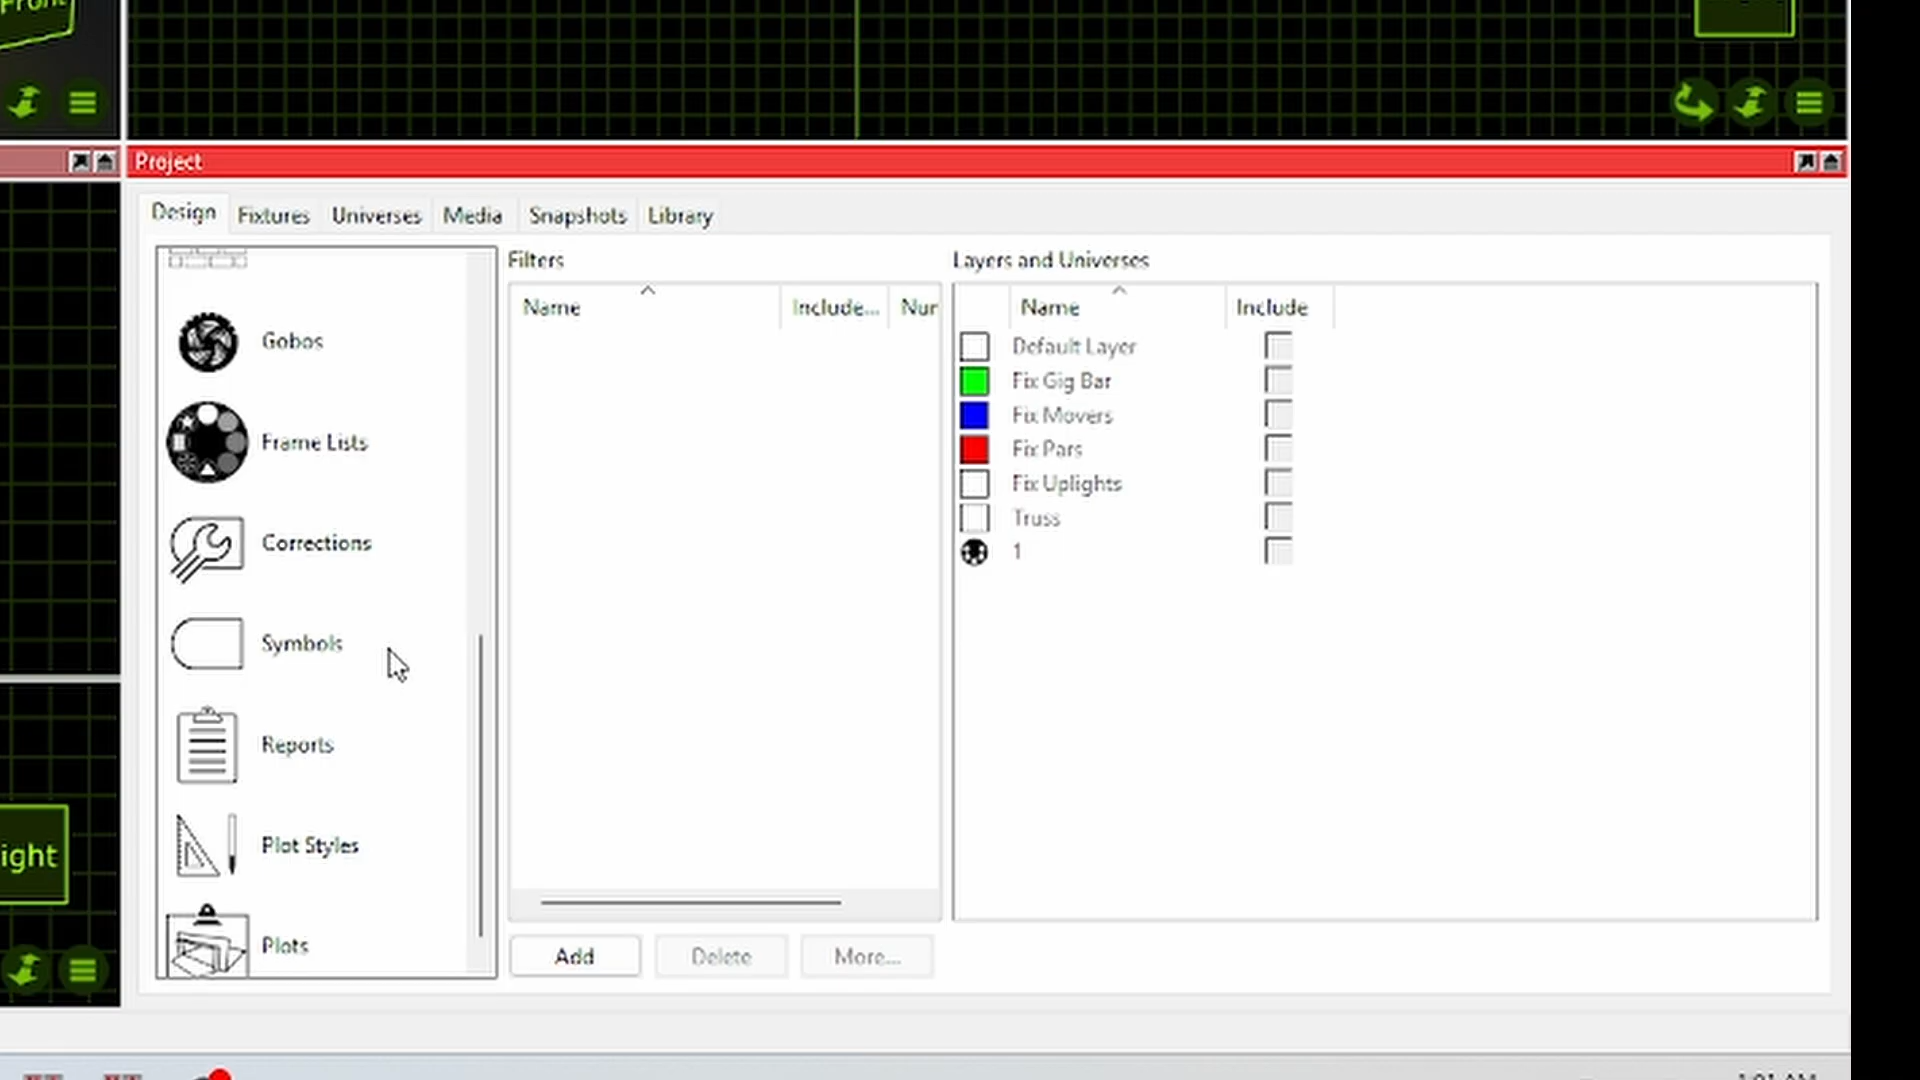 Front
Project
Design Fixtures Universes Media Snapshots Library
Filters
Layers and Universes
Name Include... Nur
Name Include
Default Layer
Fix Gig Bar
Fix Movers
Fix Pars
Fix Uplights
Truss
1
Gobos
Frame Lists
Corrections
Symbols
Reports
Plot Styles
Plots
ight
Add Delete More...